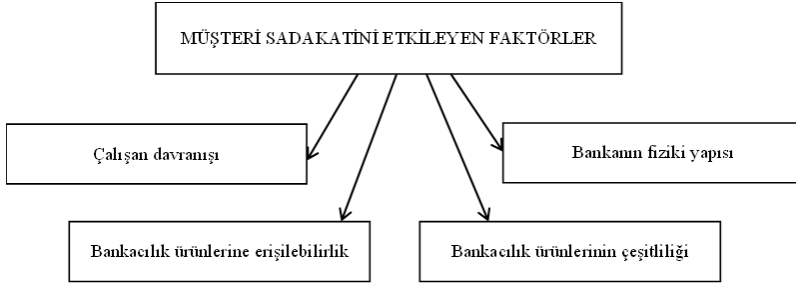 MÜŞTERİ SADAKATİNİ ETKİLEYEN FAKTÖRLER
Çalışan davranışı
Bankanın fiziki yapısı
Bankacılık ürünlerine erişilebilirlik
Bankacılık ürünlerinin çeşitliliği